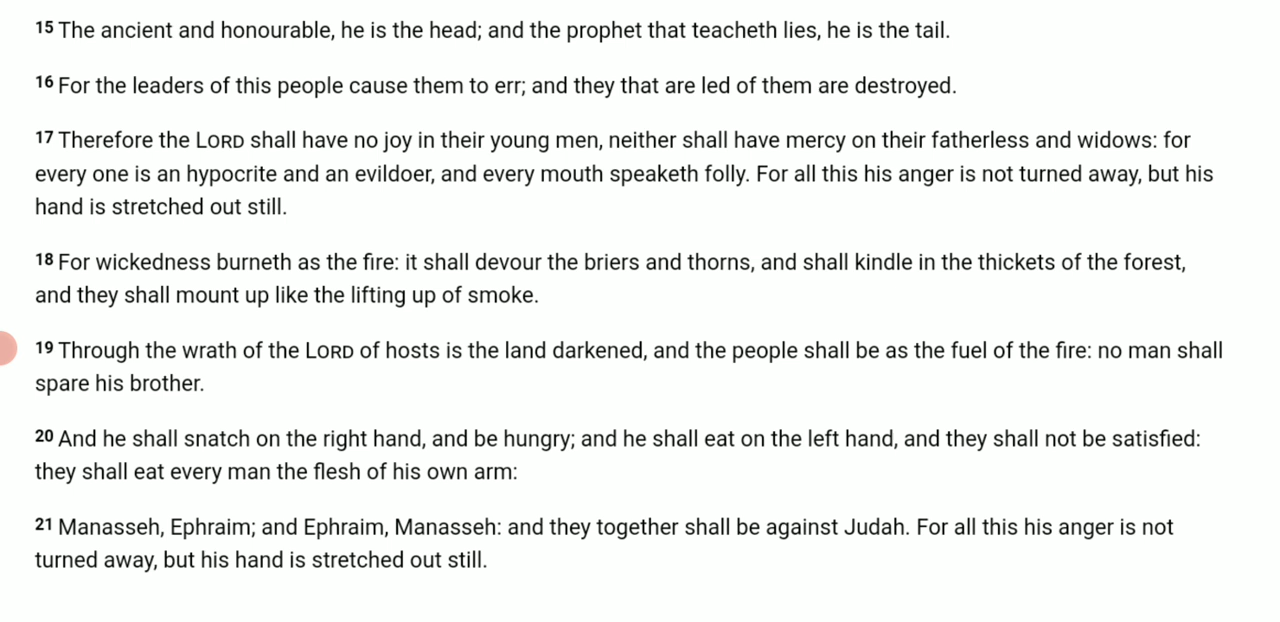 15 The ancient and honourable, he is the head; and the prophet that teacheth lies, he is the tail.
16 For the leaders of this people cause them to err; and they that are led of them are destroyed.
17 Therefore the LORD shall have no joy in their young men, neither shall have mercy on their fatherless and widows: for
every one is an hypocrite and an evildoer, and every mouth speaketh folly. For all this his anger is not turned away, but his
hand is stretched out still.
18 For wickedness burneth as the fire: it shall devour the briers and thorns, and shall kindle in the thickets of the forest,
and they shall mount up like the lifting up of smoke.
19 Through the wrath of the LORD of hosts is the land darkened, and the people shall be as the fuel of the fire: no man shall
spare his brother.
20 And he shall snatch on the right hand, and be hungry; and he shall eat on the left hand, and they shall not be satisfied:
they shall eat every man the flesh of his own arm:
21 Manasseh, Ephraim; and Ephraim, Manasseh: and they together shall be against Judah. For all this his anger is not
turned away, but his hand is stretched out still.